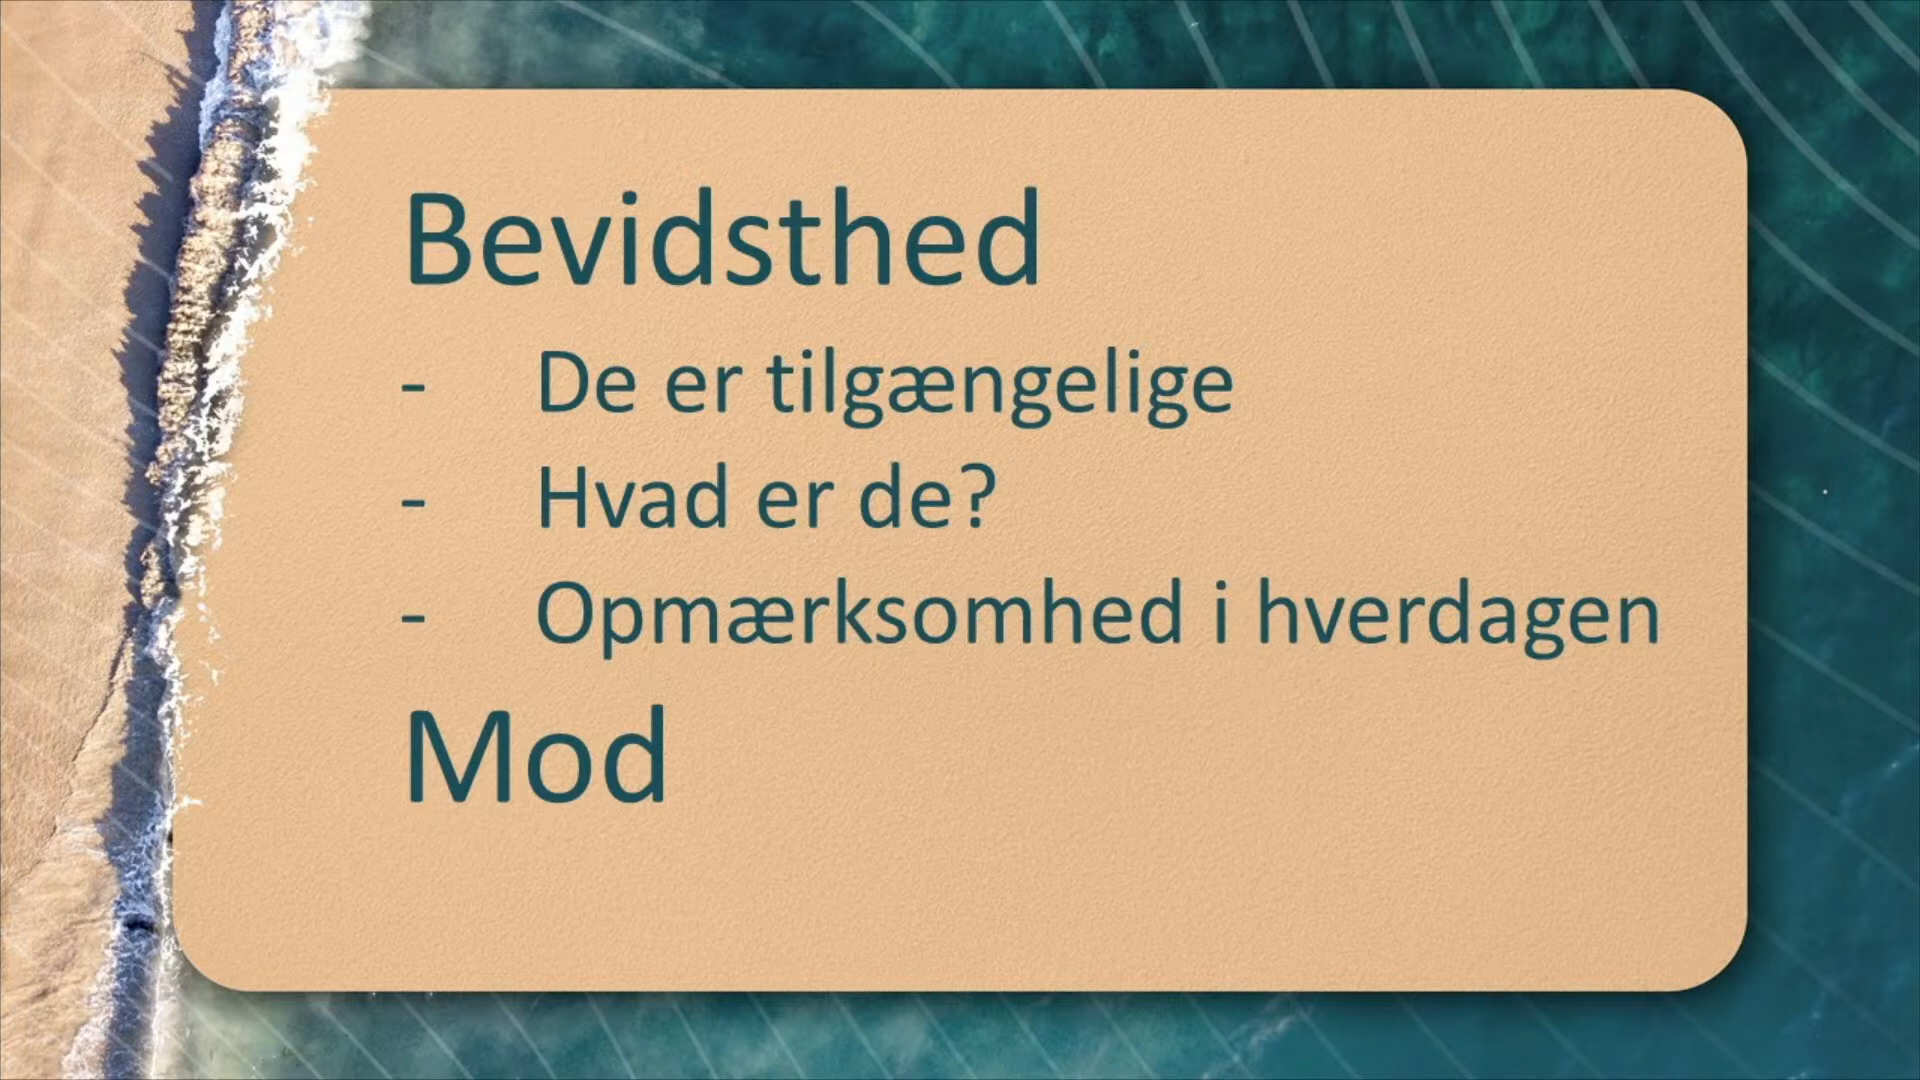 Bevidsthed
- De er tilgængelige
- Hvad er de?
- Opmærksomhed i hverdagen
Mod